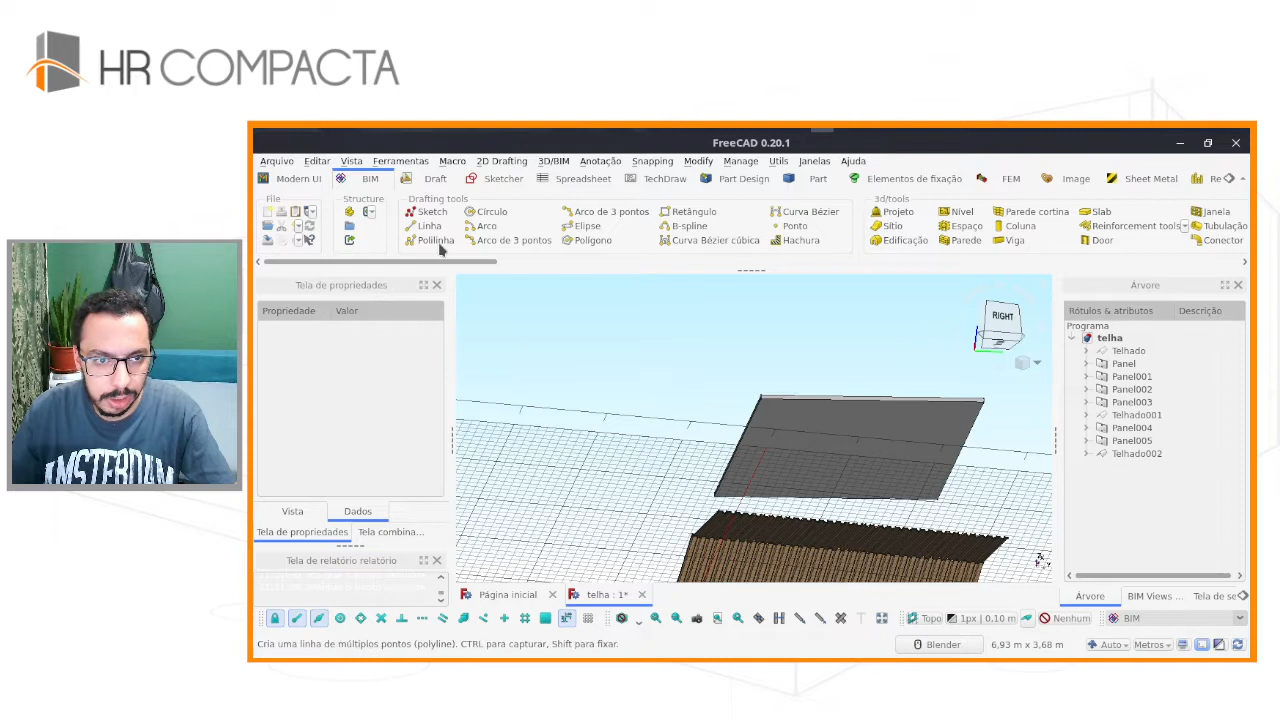 HR COMPACTA
FreeCAD 0.20.1
Arquivo Editar Vista Ferramentas Macro 2D Drafting 3D/BIM Anotação Snapping Modify Manage Utils Janelas Ajuda
Modern UI BIM Draft Sketcher Spreadsheet TechDraw Part Design Part Elementos de fixação FEM Image Sheet Metal Re
File Structure Drafting tools 3d/tools
Sketch Círculo Arco de 3 pontos Retângulo Curva Bézier Projeto Nível Parede cortina Slab Janela
Linha Arco Elipse B-spline Ponto Sítio Espaço Coluna Reinforcement tools Tubulação
Polilinha Arco de 3 pontos Polígono Curva Bézier cúbica Hachura Edificação Parede Viga Door Conector
Tela de propriedades
Propriedade Valor
Vista Dados
Tela de propriedades Tela combina...
Tela de relatório relatório
RIGHT
Árvore
Rótulos & atributos Descrição
Programa
telha
Telhado
Panel
Panel001
Panel002
Panel003
Telhado001
Panel004
Panel005
Telhado002
Página inicial telha : 1*
Árvore BIM Views ... Tela de se
Topo 1px | 0,10 m Nenhum BIM
Cria uma linha de múltiplos pontos (polyline). CTRL para capturar, Shift para fixar.
Blender 6,93 m x 3,68 m Auto Metros
AMSTERDAM